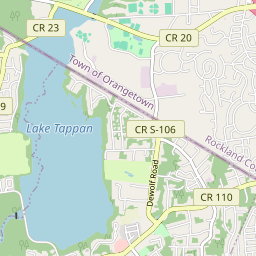 CR 23
CR 20
Town of Orangetown
9
Lake Tappan
CR S-106
Rockland Co
Dewolf Road
CR 110